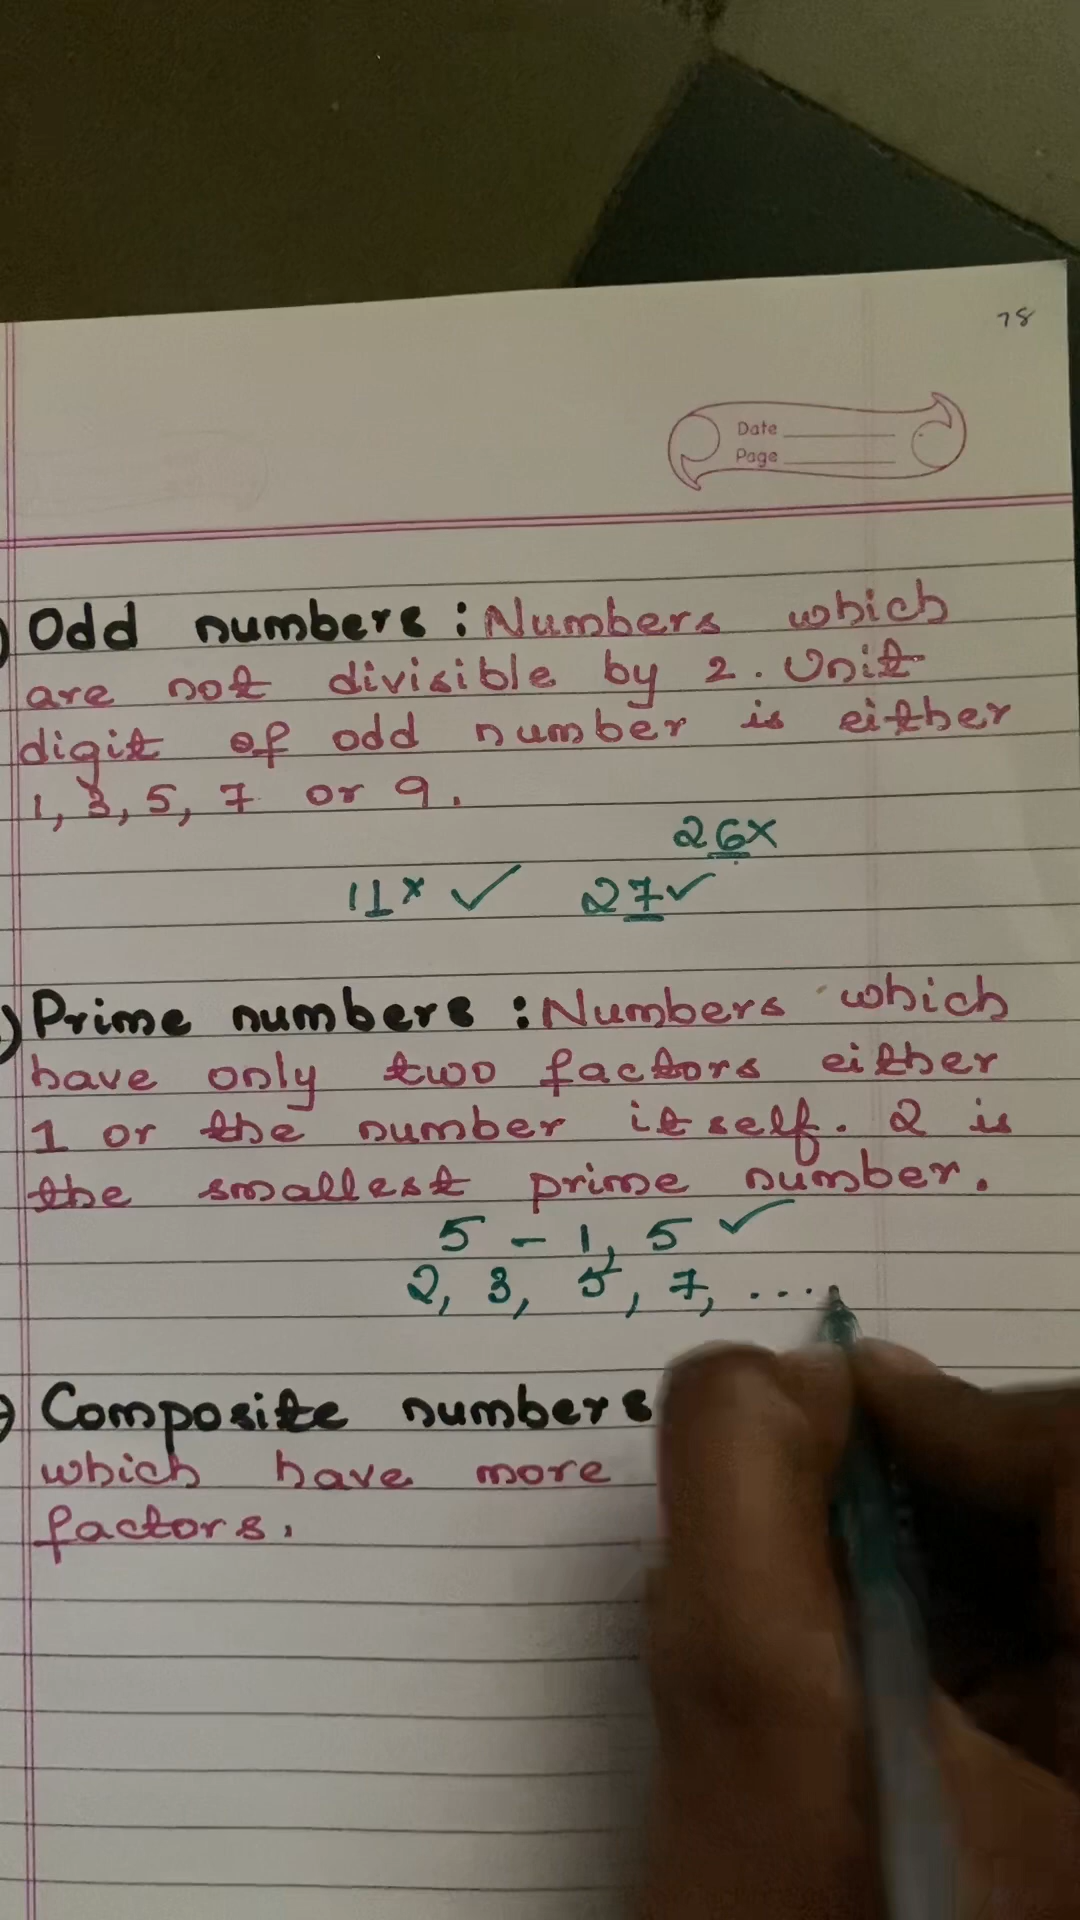 78
Date
Page
Odd numbers: Numbers which
are not divisible by 2. Unit
digit of odd number is either
1, 3, 5, 7 or 9.
26x
11x ✓ 27✓
) Prime numbers: Numbers which
have only two factors either
1 or the number itself. 2 is
the smallest prime number.
5 - 1, 5 ✓
2, 3, 5, 7, ....
Composite numbers
which have more
factors.